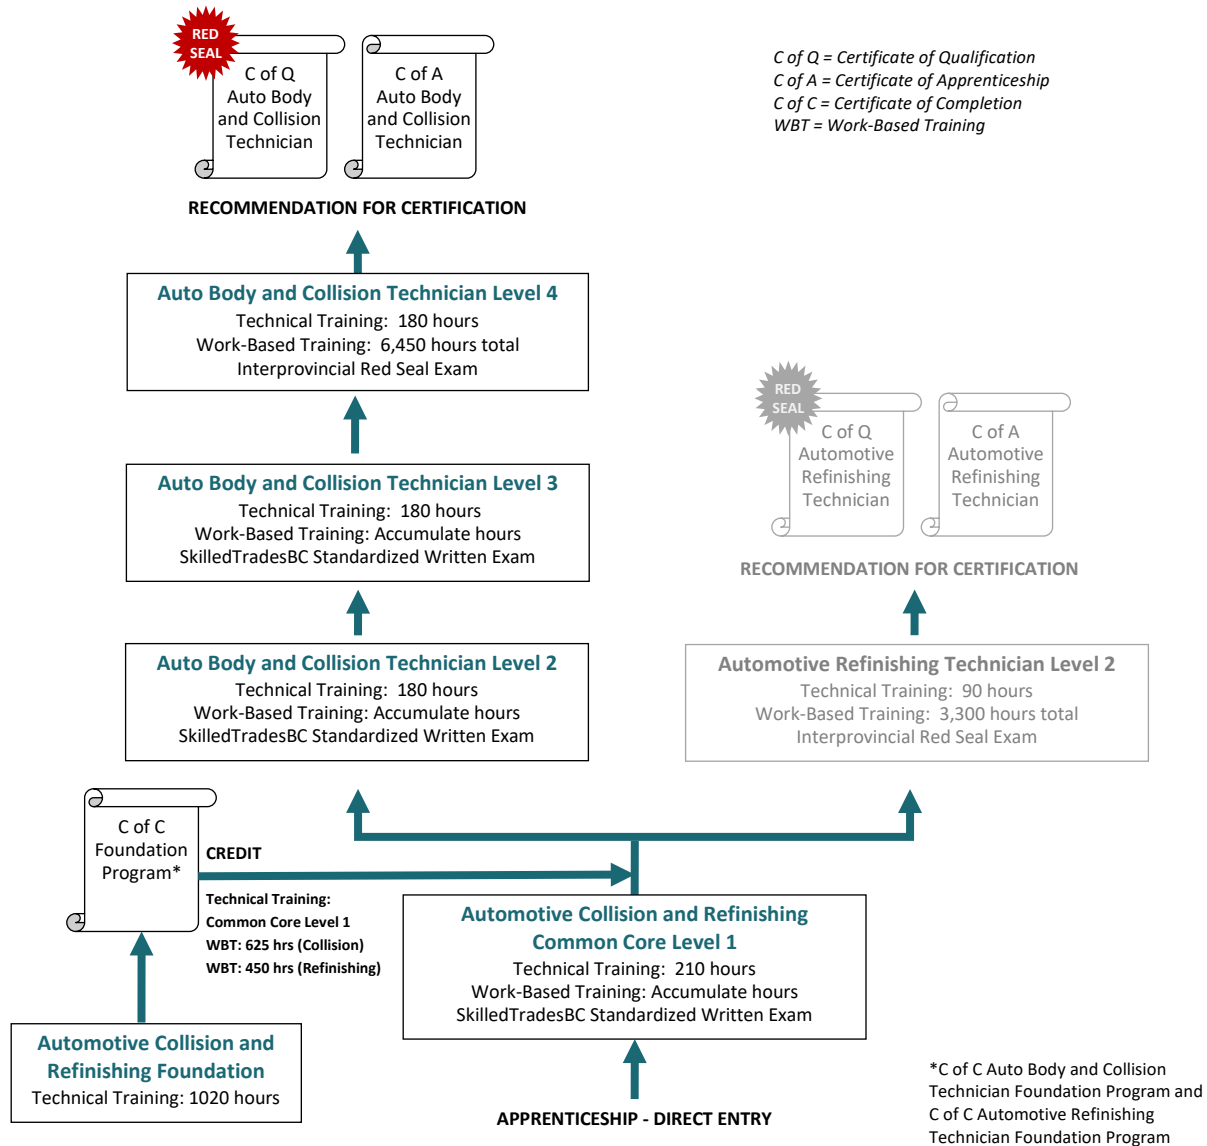 RED
SEAL
C of Q
Auto Body
and Collision
Technician
C of A
Auto Body
and Collision
Technician
C of Q = Certificate of Qualification
C of A = Certificate of Apprenticeship
C of C = Certificate of Completion
WBT = Work-Based Training
RECOMMENDATION FOR CERTIFICATION
Auto Body and Collision Technician Level 4
Technical Training: 180 hours
Work-Based Training: 6,450 hours total
Interprovincial Red Seal Exam
RED
SEAL
C of Q
Automotive
Refinishing
Technician
C of A
Automotive
Refinishing
Technician
RECOMMENDATION FOR CERTIFICATION
Auto Body and Collision Technician Level 3
Technical Training: 180 hours
Work-Based Training: Accumulate hours
SkilledTradesBC Standardized Written Exam
Auto Body and Collision Technician Level 2
Technical Training: 180 hours
Work-Based Training: Accumulate hours
SkilledTradesBC Standardized Written Exam
Automotive Refinishing Technician Level 2
Technical Training: 90 hours
Work-Based Training: 3,300 hours total
Interprovincial Red Seal Exam
C of C
Foundation
Program*
CREDIT
Technical Training:
Common Core Level 1
WBT: 625 hrs (Collision)
WBT: 450 hrs (Refinishing)
Automotive Collision and Refinishing
Common Core Level 1
Technical Training: 210 hours
Work-Based Training: Accumulate hours
SkilledTradesBC Standardized Written Exam
Automotive Collision and
Refinishing Foundation
Technical Training: 1020 hours
APPRENTICESHIP - DIRECT ENTRY
*C of C Auto Body and Collision
Technician Foundation Program and
C of C Automotive Refinishing
Technician Foundation Program